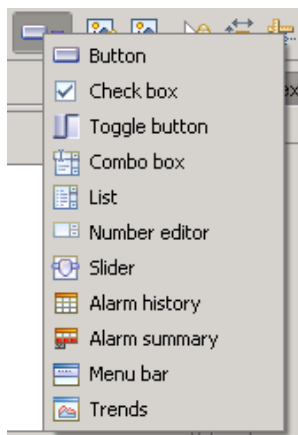 Button
Check box
Toggle button
Combo box
List
Number editor
Slider
Alarm history
Alarm summary
Menu bar
Trends